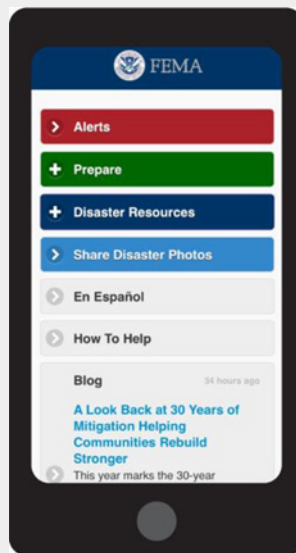 FEMA
Alerts
Prepare
Disaster Resources
Share Disaster Photos
En Español
How To Help
Blog 34 hours ago
A Look Back at 30 Years of
Mitigation Helping
Communities Rebuild
Stronger
This year marks the 30-year